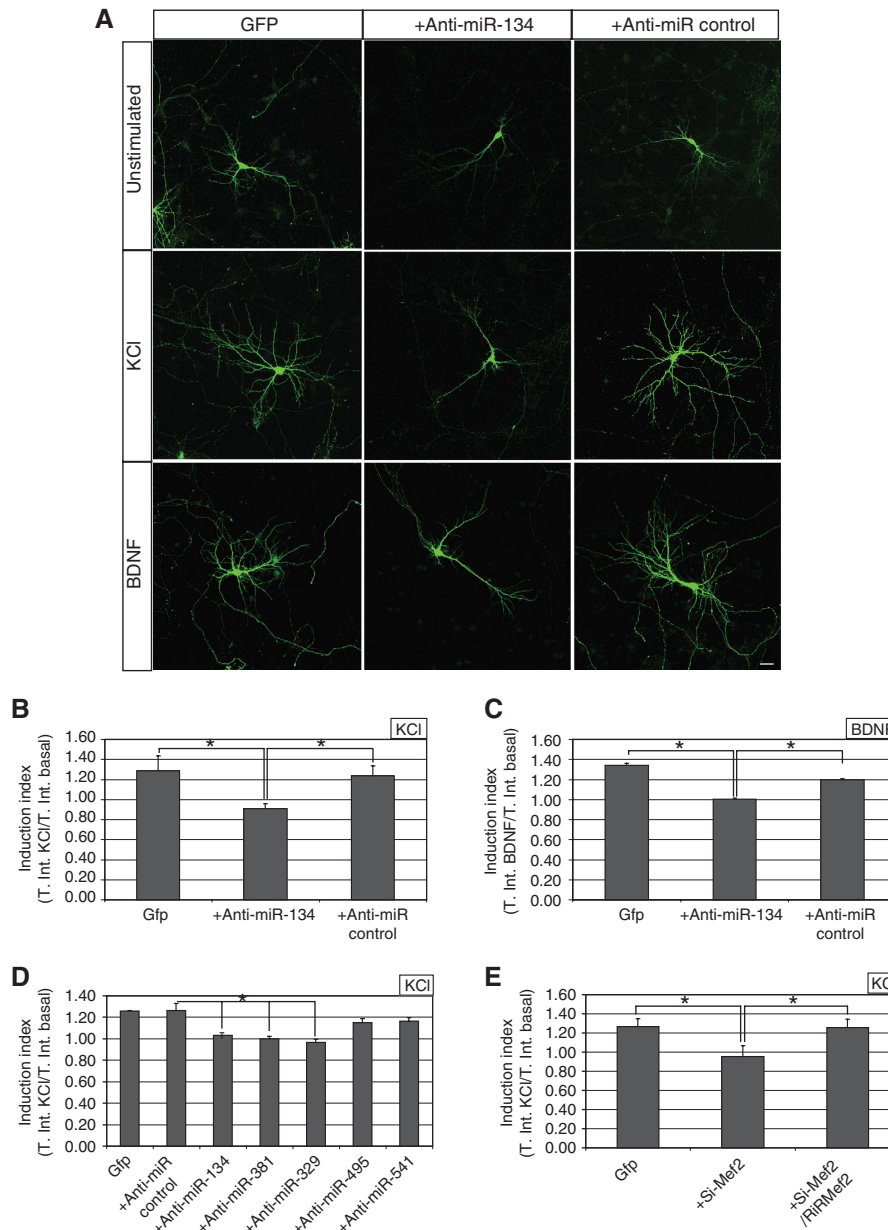 A
GFP
+Anti-miR-134
+Anti-miR control
Unstimulated
KCl
BDNF
B
KCl
Induction index
(T. Int. KCl/T. Int. basal)
1.60
1.40
1.20
1.00
0.80
0.60
0.40
0.20
0.00
*
*
Gfp
+Anti-miR-134
+Anti-miR
control
C
BDNF
Induction index
(T. Int. BDNF/T. Int. basal)
1.60
1.40
1.20
1.00
0.80
0.60
0.40
0.20
0.00
*
*
Gfp
+Anti-miR-134
+Anti-miR
control
D
KCl
Induction index
(T. Int. KCl/T. Int. basal)
1.40
1.20
1.00
0.80
0.60
0.40
0.20
0.00
*
Gfp
+Anti-miR
control
+Anti-miR-134
+Anti-miR-381
+Anti-miR-329
+Anti-miR-495
+Anti-miR-541
E
KC
Induction index
(T. Int. KCl/T. Int. basal)
1.60
1.40
1.20
1.00
0.80
0.60
0.40
0.20
0.00
*
*
Gfp
+Si-Mef2
+Si-Mef2
/RiRMef2